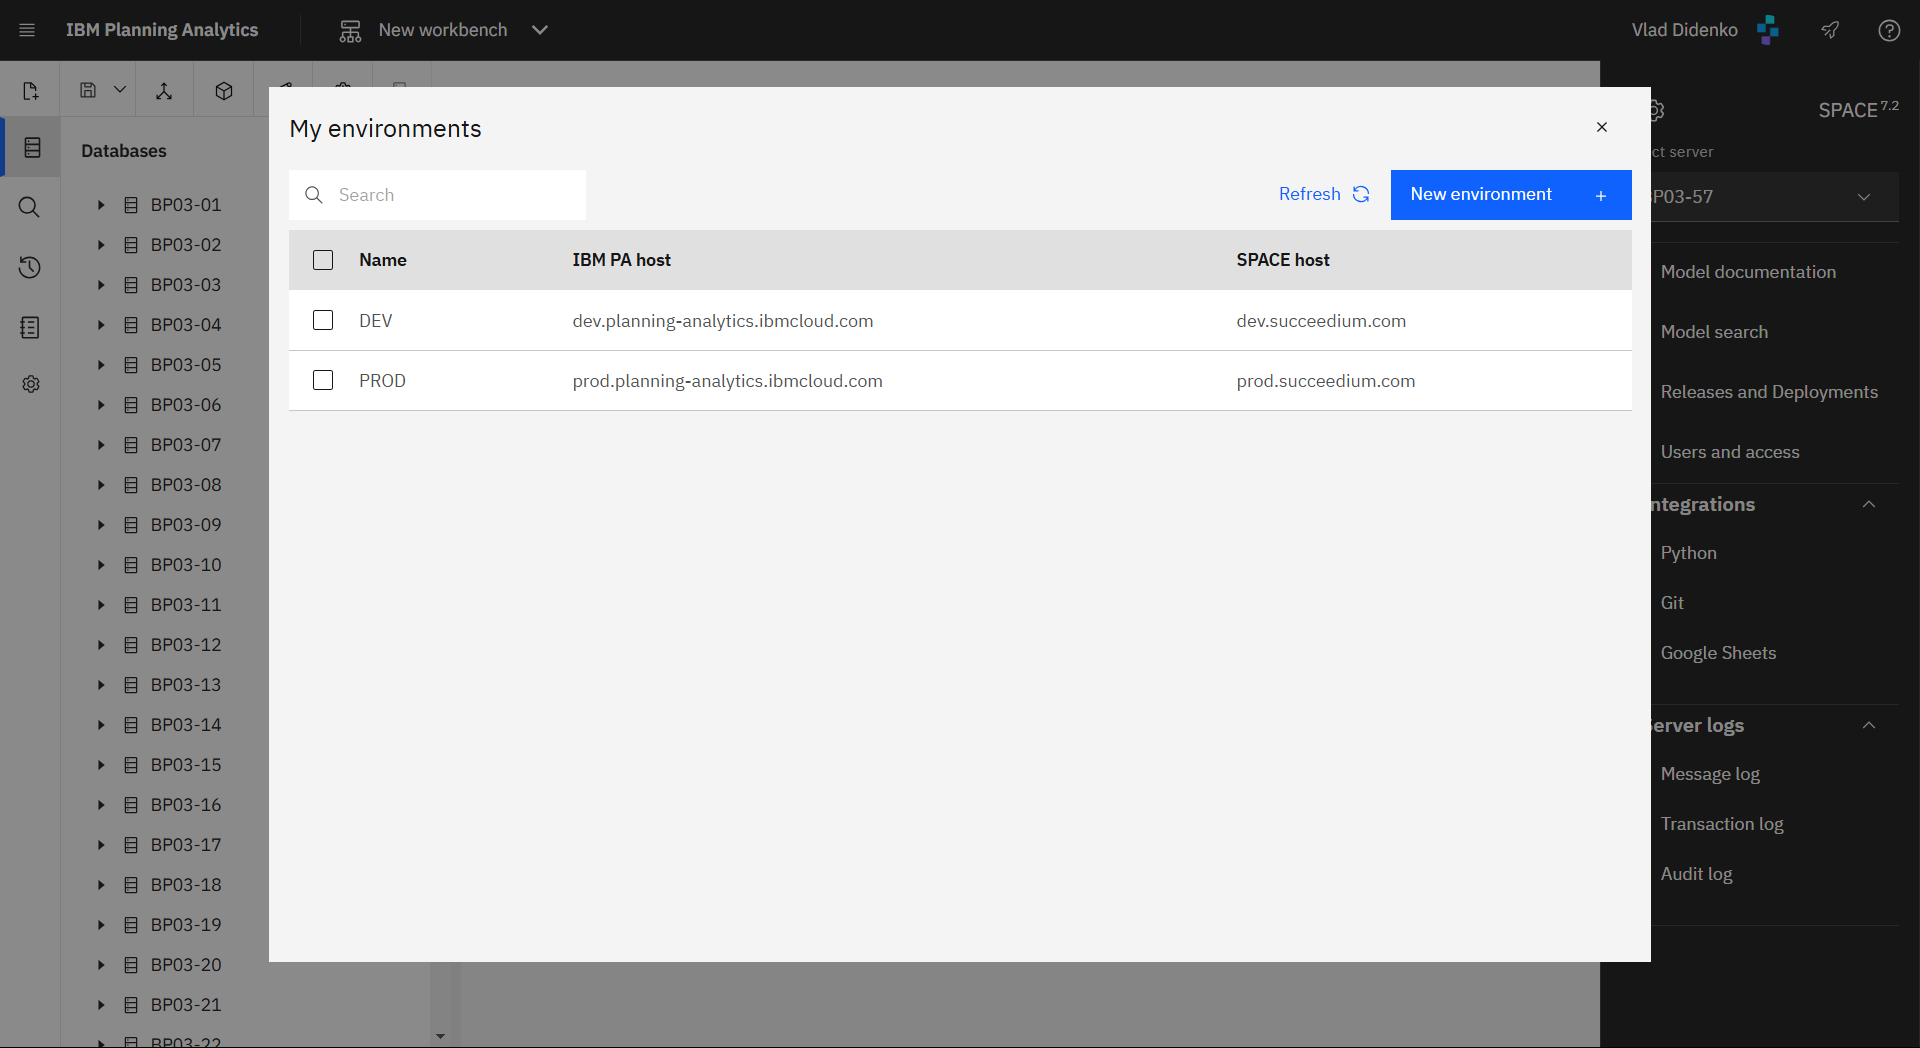 IBM Planning Analytics
New workbench
Vlad Didenko
Databases
BP03-01
BP03-02
BP03-03
BP03-04
BP03-05
BP03-06
BP03-07
BP03-08
BP03-09
BP03-10
BP03-11
BP03-12
BP03-13
BP03-14
BP03-15
BP03-16
BP03-17
BP03-18
BP03-19
BP03-20
BP03-21
BP03-22
My environments
Search
Refresh
New environment +
Name IBM PA host SPACE host
DEV dev.planning-analytics.ibmcloud.com dev.succeedium.com
PROD prod.planning-analytics.ibmcloud.com prod.succeedium.com
SPACE 7.2
ct server
P03-57
Model documentation
Model search
Releases and Deployments
Users and access
ntegrations
Python
Git
Google Sheets
erver logs
Message log
Transaction log
Audit log